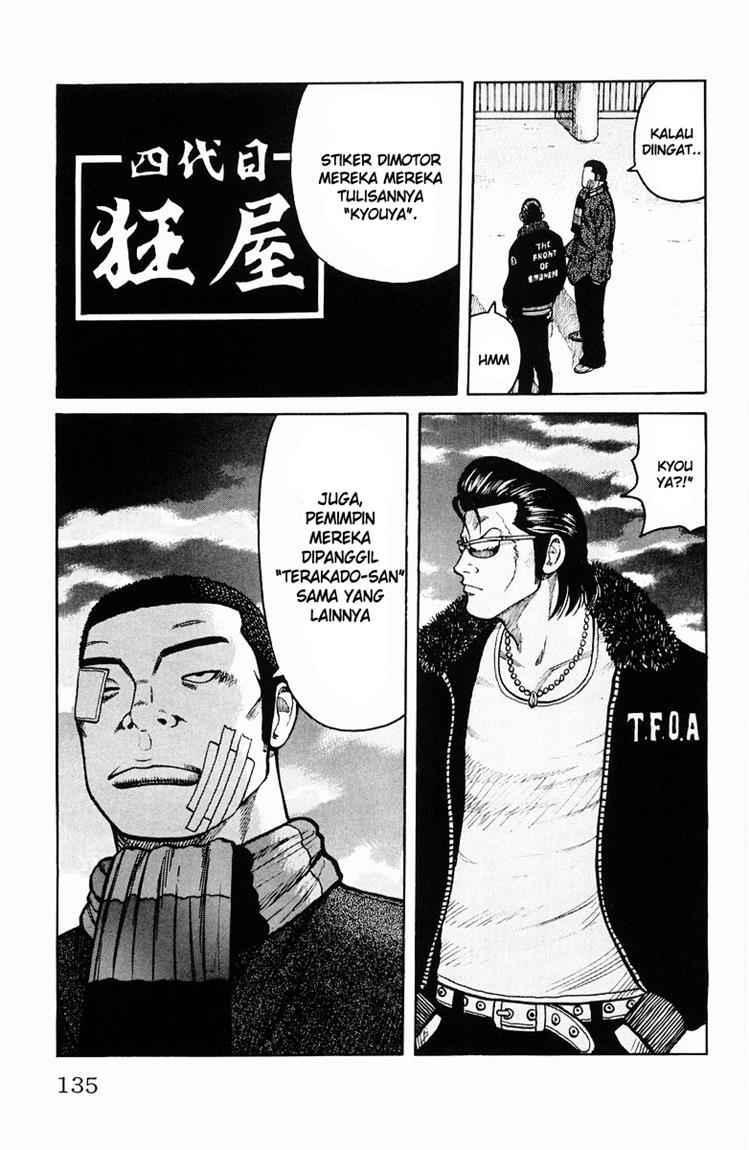 KALAU
DIINGAT..
THE
FRONT
OF
HMM
STIKER DIMOTOR
MEREKA MEREKA
TULISANNYA
"KYOUYA".
四代目
狂屋
KYOU
YA?!"
T.F.O.A
JUGA,
PEMIMPIN
MEREKA
DIPANGGIL
"TERAKADO-SAN"
SAMA YANG
LAINNYA
135